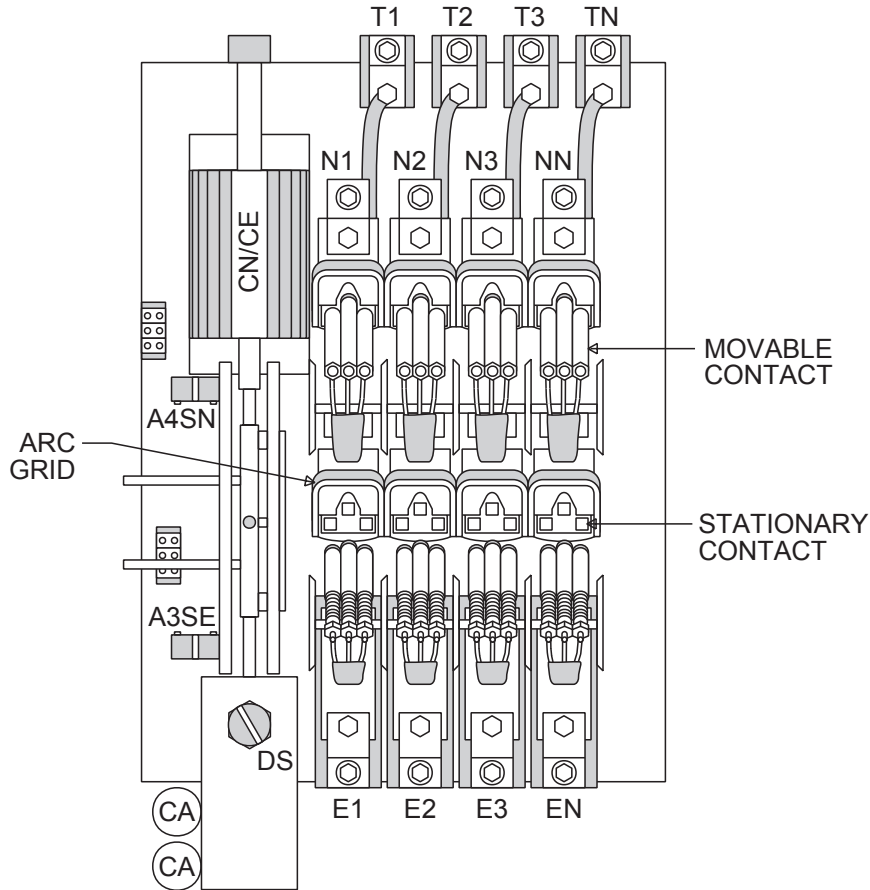 T1 T2 T3 TN
N1 N2 N3 NN
CN/CE
MOVABLE
CONTACT
A4SN
ARC
GRID
STATIONARY
CONTACT
A3SE
DS
CA
E1 E2 E3 EN
CA